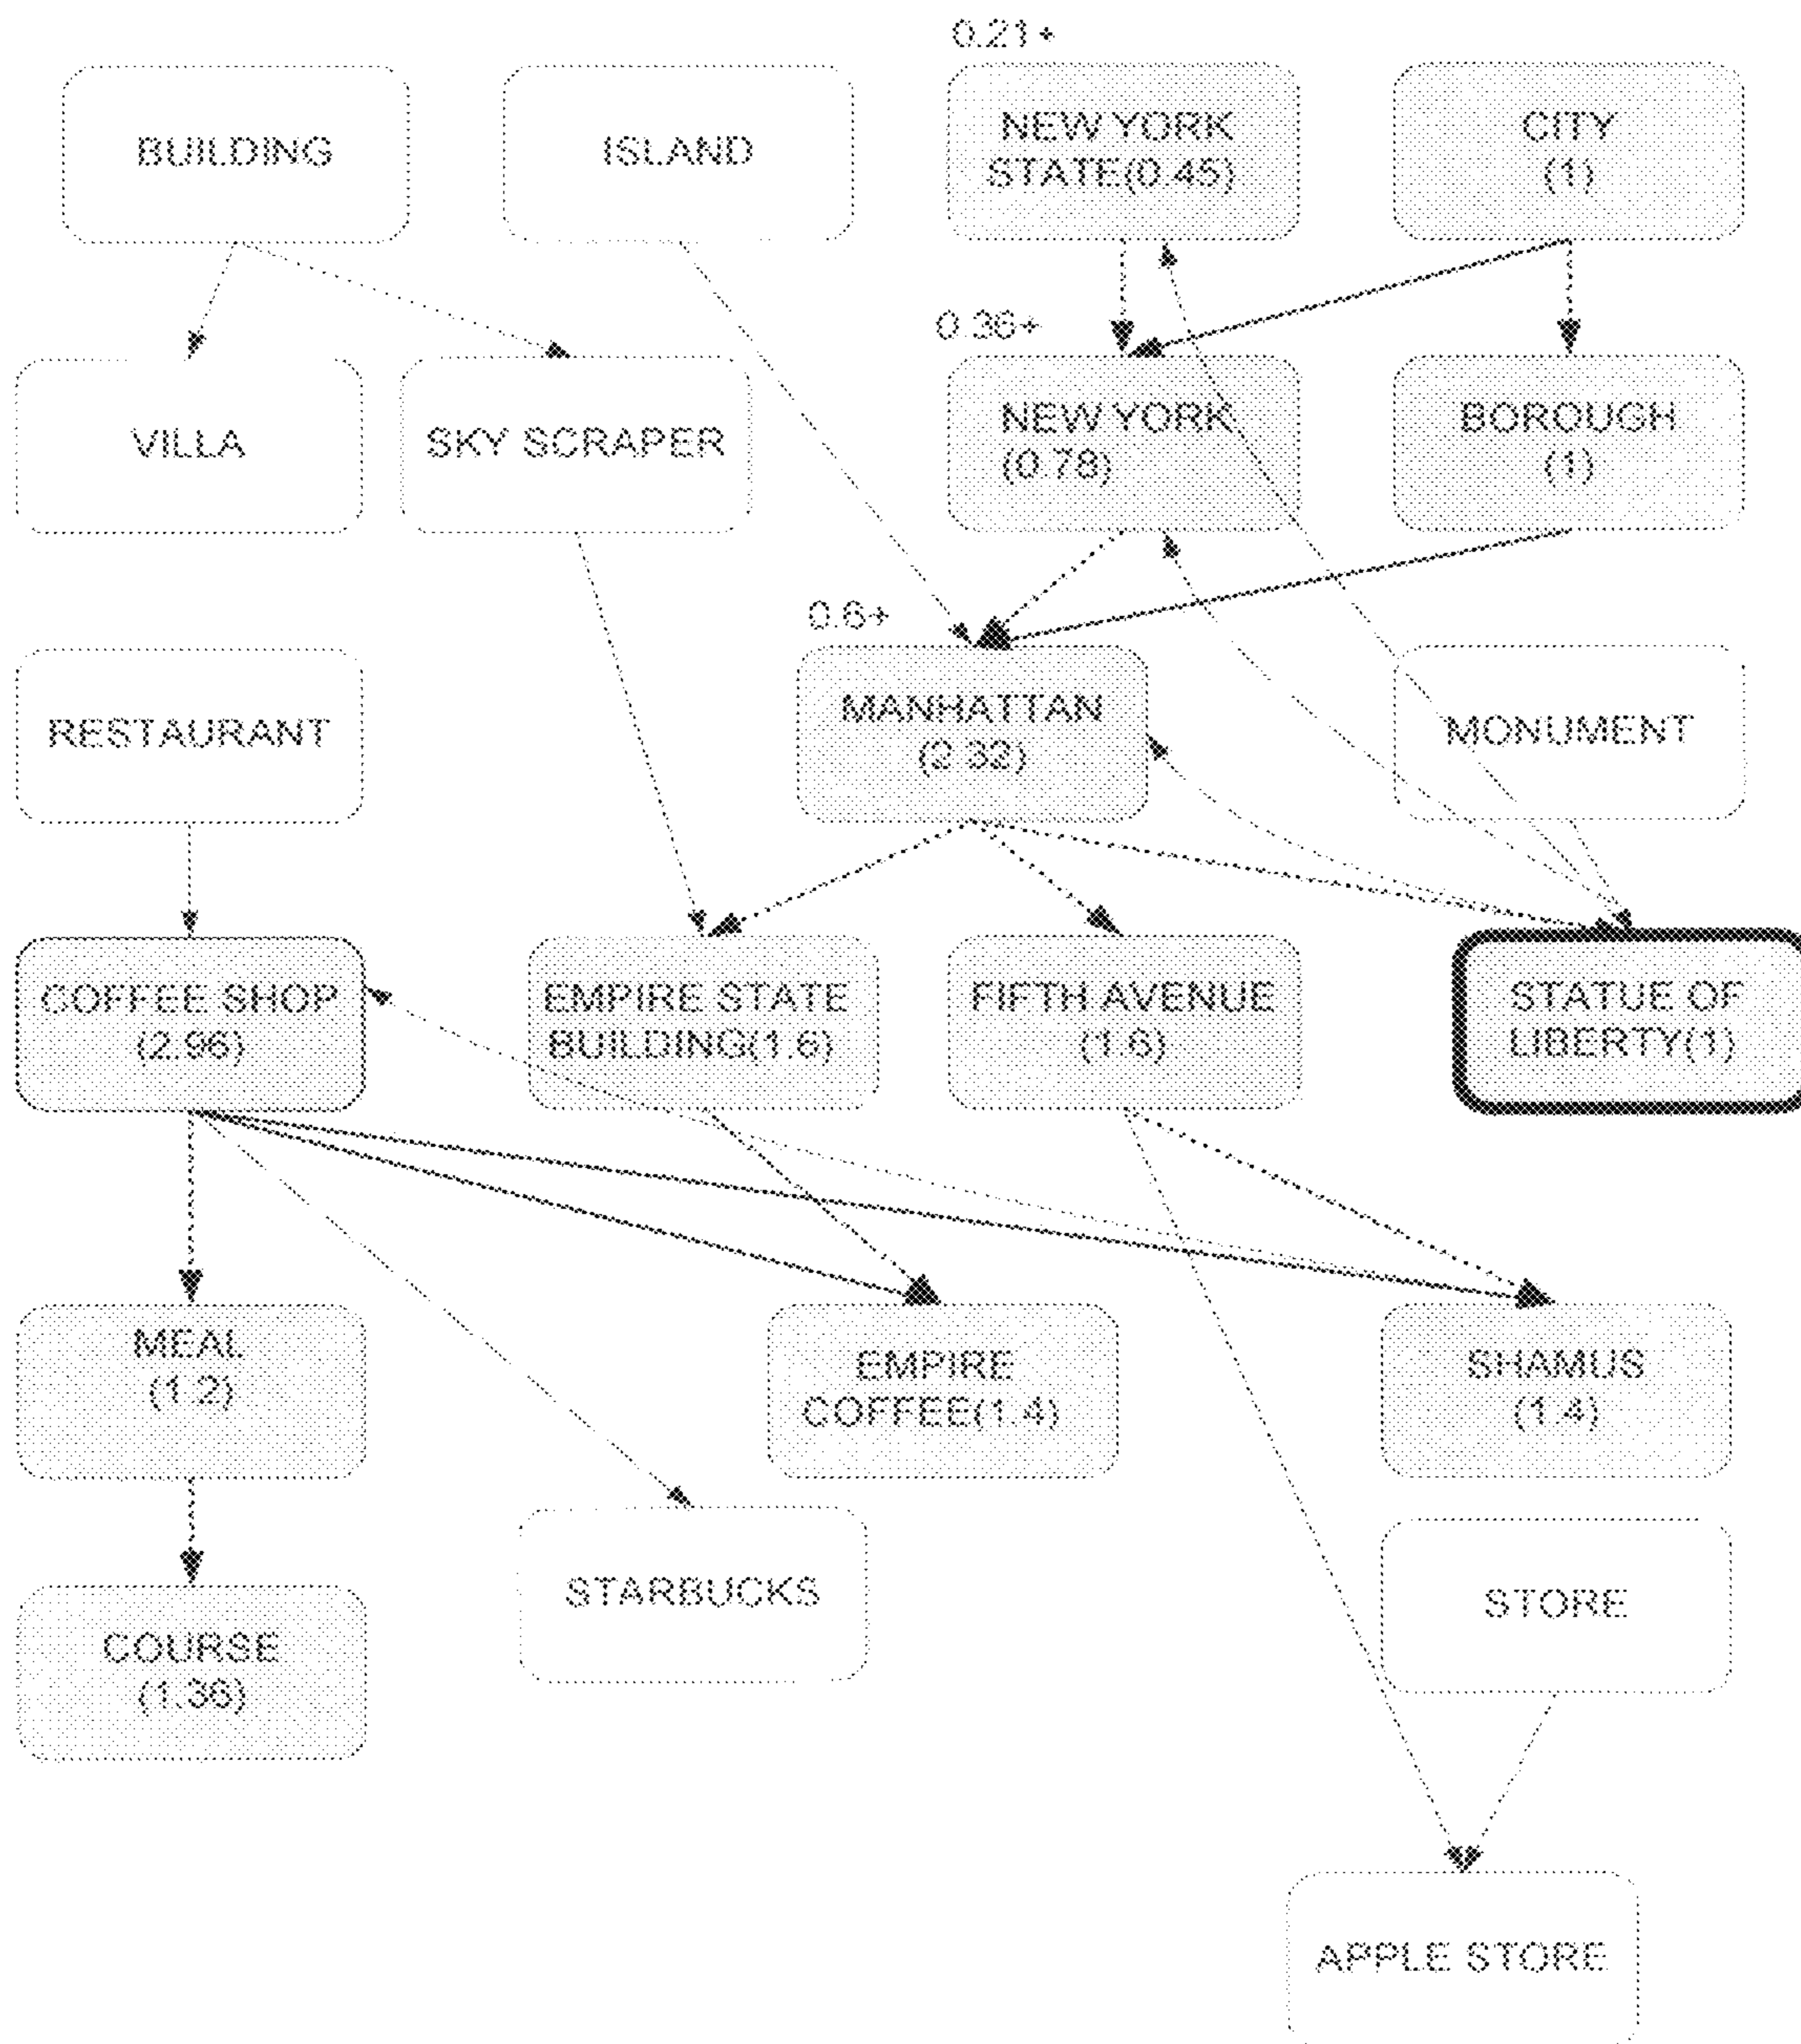 0.21+
BUILDING
ISLAND
NEW YORK
STATE(0.45)
CITY
(1)
0.36+
VILLA
SKY SCRAPER
NEW YORK
(0.78)
BOROUGH
(1)
0.6+
RESTAURANT
MANHATTAN
(2.32)
MONUMENT
COFFEE SHOP
(2.96)
EMPIRE STATE
BUILDING(1.6)
FIFTH AVENUE
(1.6)
STATUE OF
LIBERTY(1)
MEAL
(1.2)
EMPIRE
COFFEE(1.4)
SHAMUS
(1.4)
STARBUCKS
STORE
COURSE
(1.36)
APPLE STORE